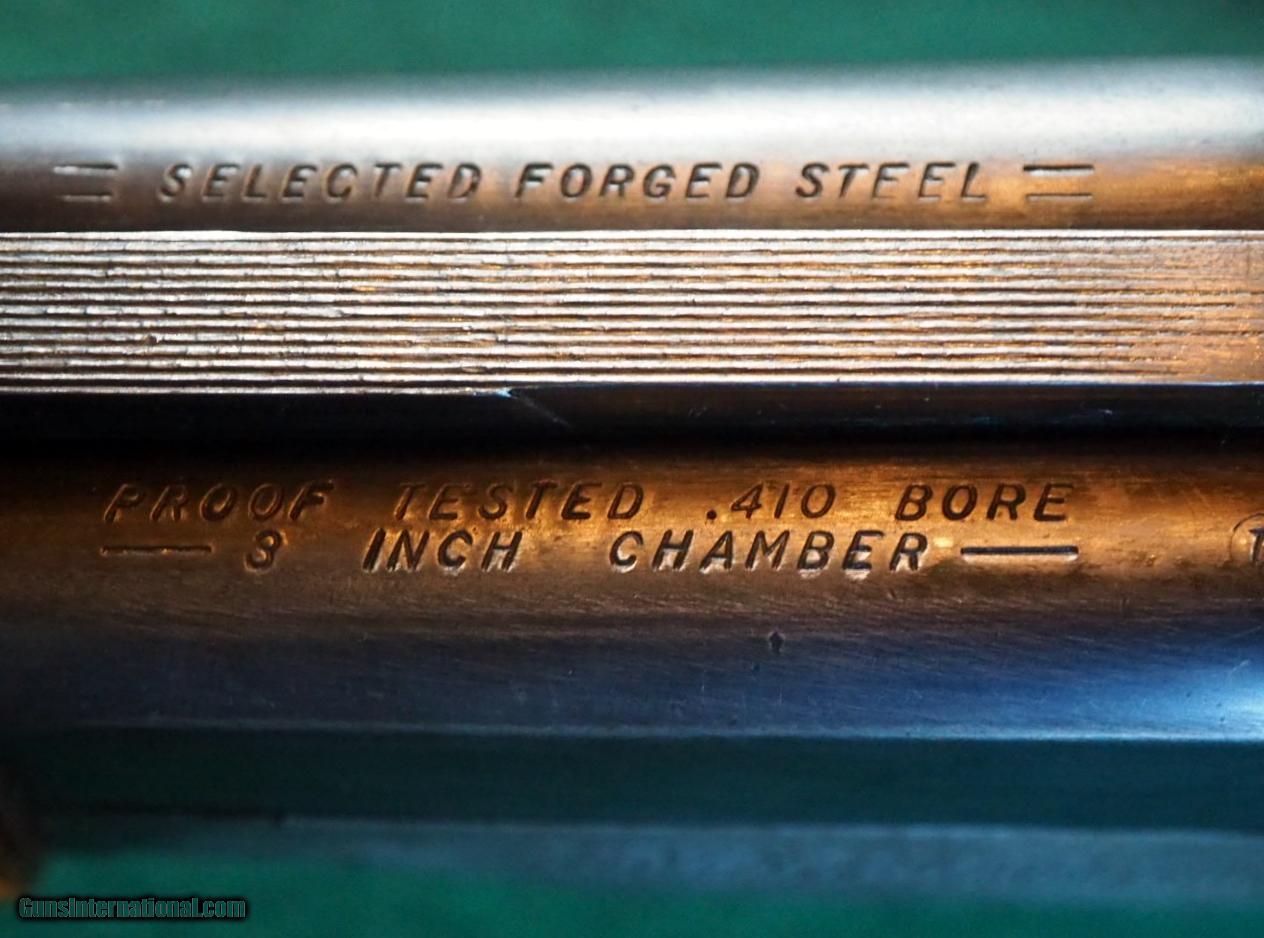 = SELECTED FORGED STEEL =
PROOF TESTED .410 BORE
— 3 INCH CHAMBER —
T
GunsInternational.com